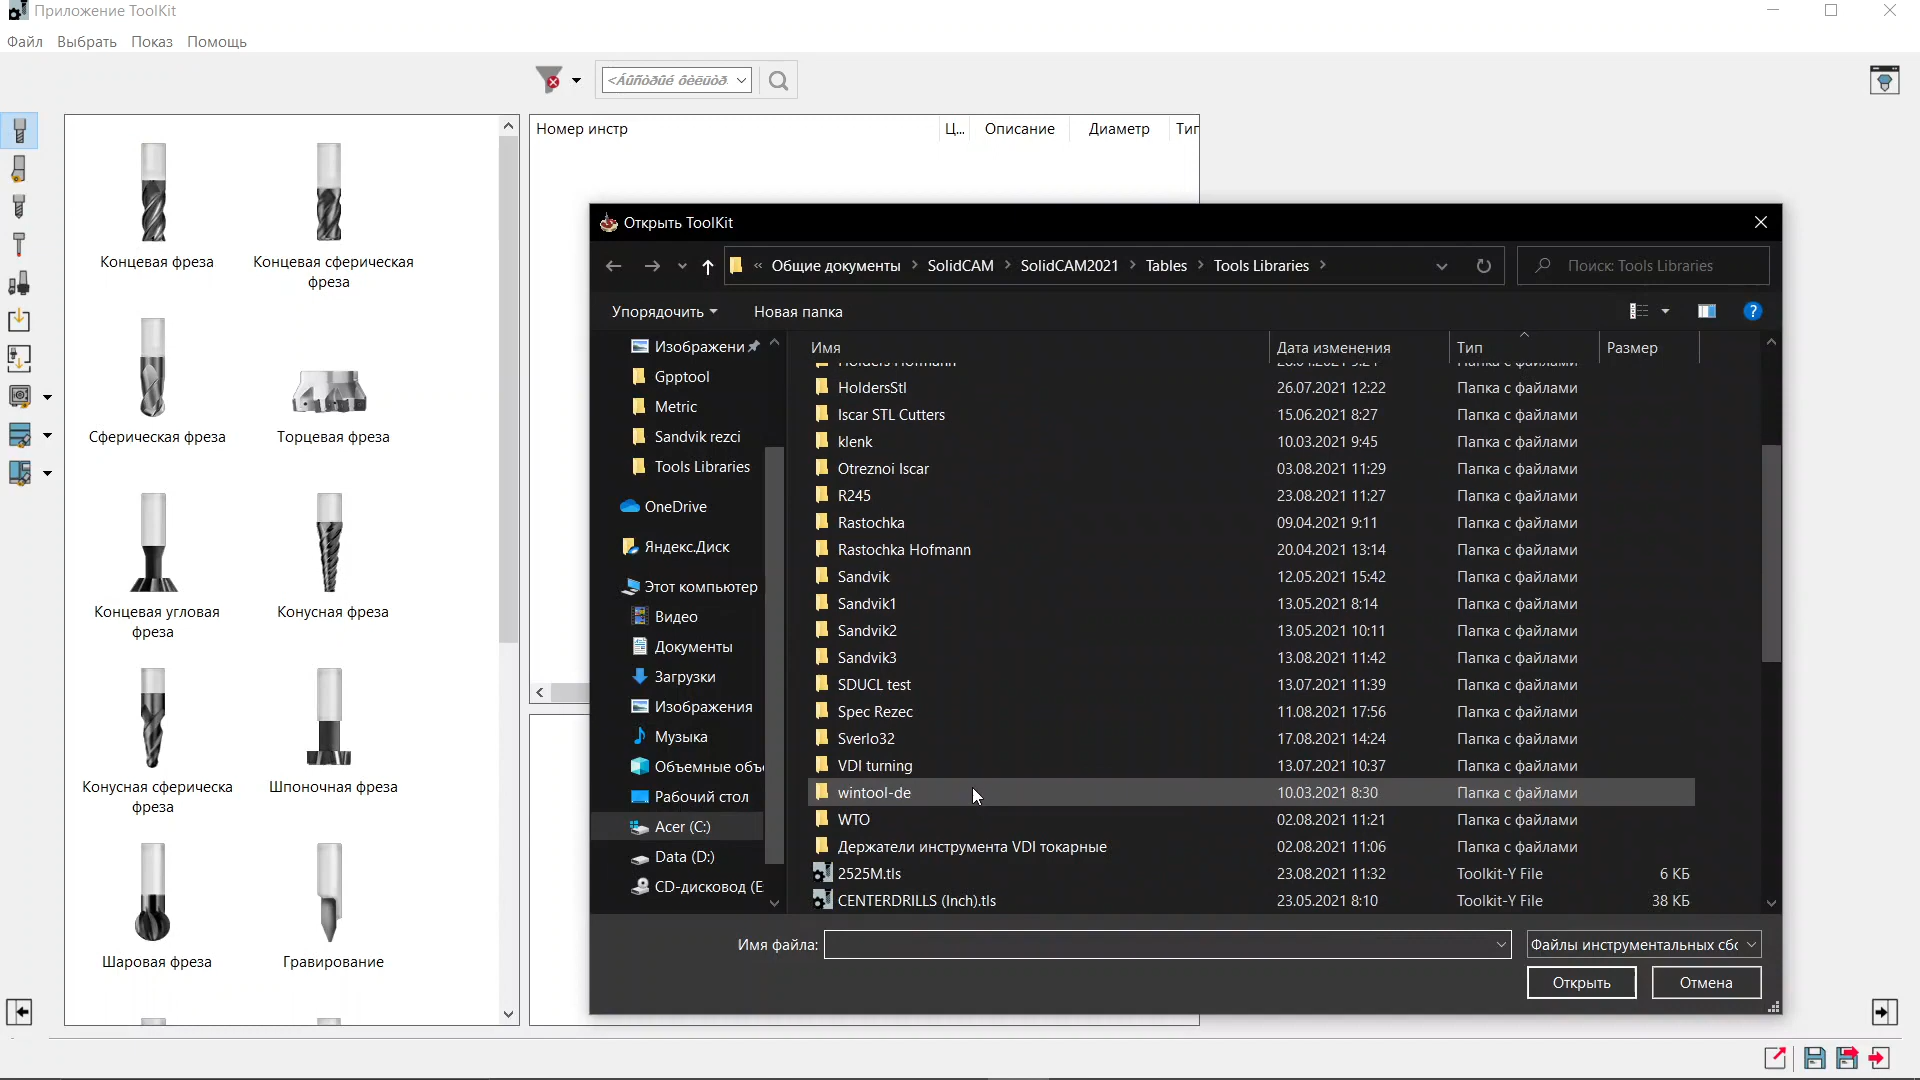 Приложение ToolKit
Файл Выбрать Показ Помощь
<Áûñòðûé ôèëüòð
Номер инстр Ц... Описание Диаметр Тип
Концевая фреза
Концевая сферическая
фреза
Сферическая фреза
Торцевая фреза
Концевая угловая
фреза
Конусная фреза
Конусная сферическа
фреза
Шпоночная фреза
Шаровая фреза
Гравирование
Открыть ToolKit
« Общие документы > SolidCAM > SolidCAM2021 > Tables > Tools Libraries >
Поиск: Tools Libraries
Упорядочить Новая папка
Изображени
Gpptool
Metric
Sandvik rezci
Tools Libraries
OneDrive
Яндекс.Диск
Этот компьютер
Видео
Документы
Загрузки
Изображения
Музыка
Объемные объ
Рабочий стол
Acer (C:)
Data (D:)
CD-дисковод (E
Имя Дата изменения Тип Размер
Holders Hofmann
HoldersStl 26.07.2021 12:22 Папка с файлами
Iscar STL Cutters 15.06.2021 8:27 Папка с файлами
klenk 10.03.2021 9:45 Папка с файлами
Otreznoi Iscar 03.08.2021 11:29 Папка с файлами
R245 23.08.2021 11:27 Папка с файлами
Rastochka 09.04.2021 9:11 Папка с файлами
Rastochka Hofmann 20.04.2021 13:14 Папка с файлами
Sandvik 12.05.2021 15:42 Папка с файлами
Sandvik1 13.05.2021 8:14 Папка с файлами
Sandvik2 13.05.2021 10:11 Папка с файлами
Sandvik3 13.08.2021 11:42 Папка с файлами
SDUCL test 13.07.2021 11:39 Папка с файлами
Spec Rezec 11.08.2021 17:56 Папка с файлами
Sverlo32 17.08.2021 14:24 Папка с файлами
VDI turning 13.07.2021 10:37 Папка с файлами
wintool-de 10.03.2021 8:30 Папка с файлами
WTO 02.08.2021 11:21 Папка с файлами
Держатели инструмента VDI токарные 02.08.2021 11:06 Папка с файлами
2525M.tls 23.08.2021 11:32 Toolkit-Y File 6 КБ
CENTERDRILLS (Inch).tls 23.05.2021 8:10 Toolkit-Y File 38 КБ
Имя файла: Файлы инструментальных сбо
Открыть Отмена